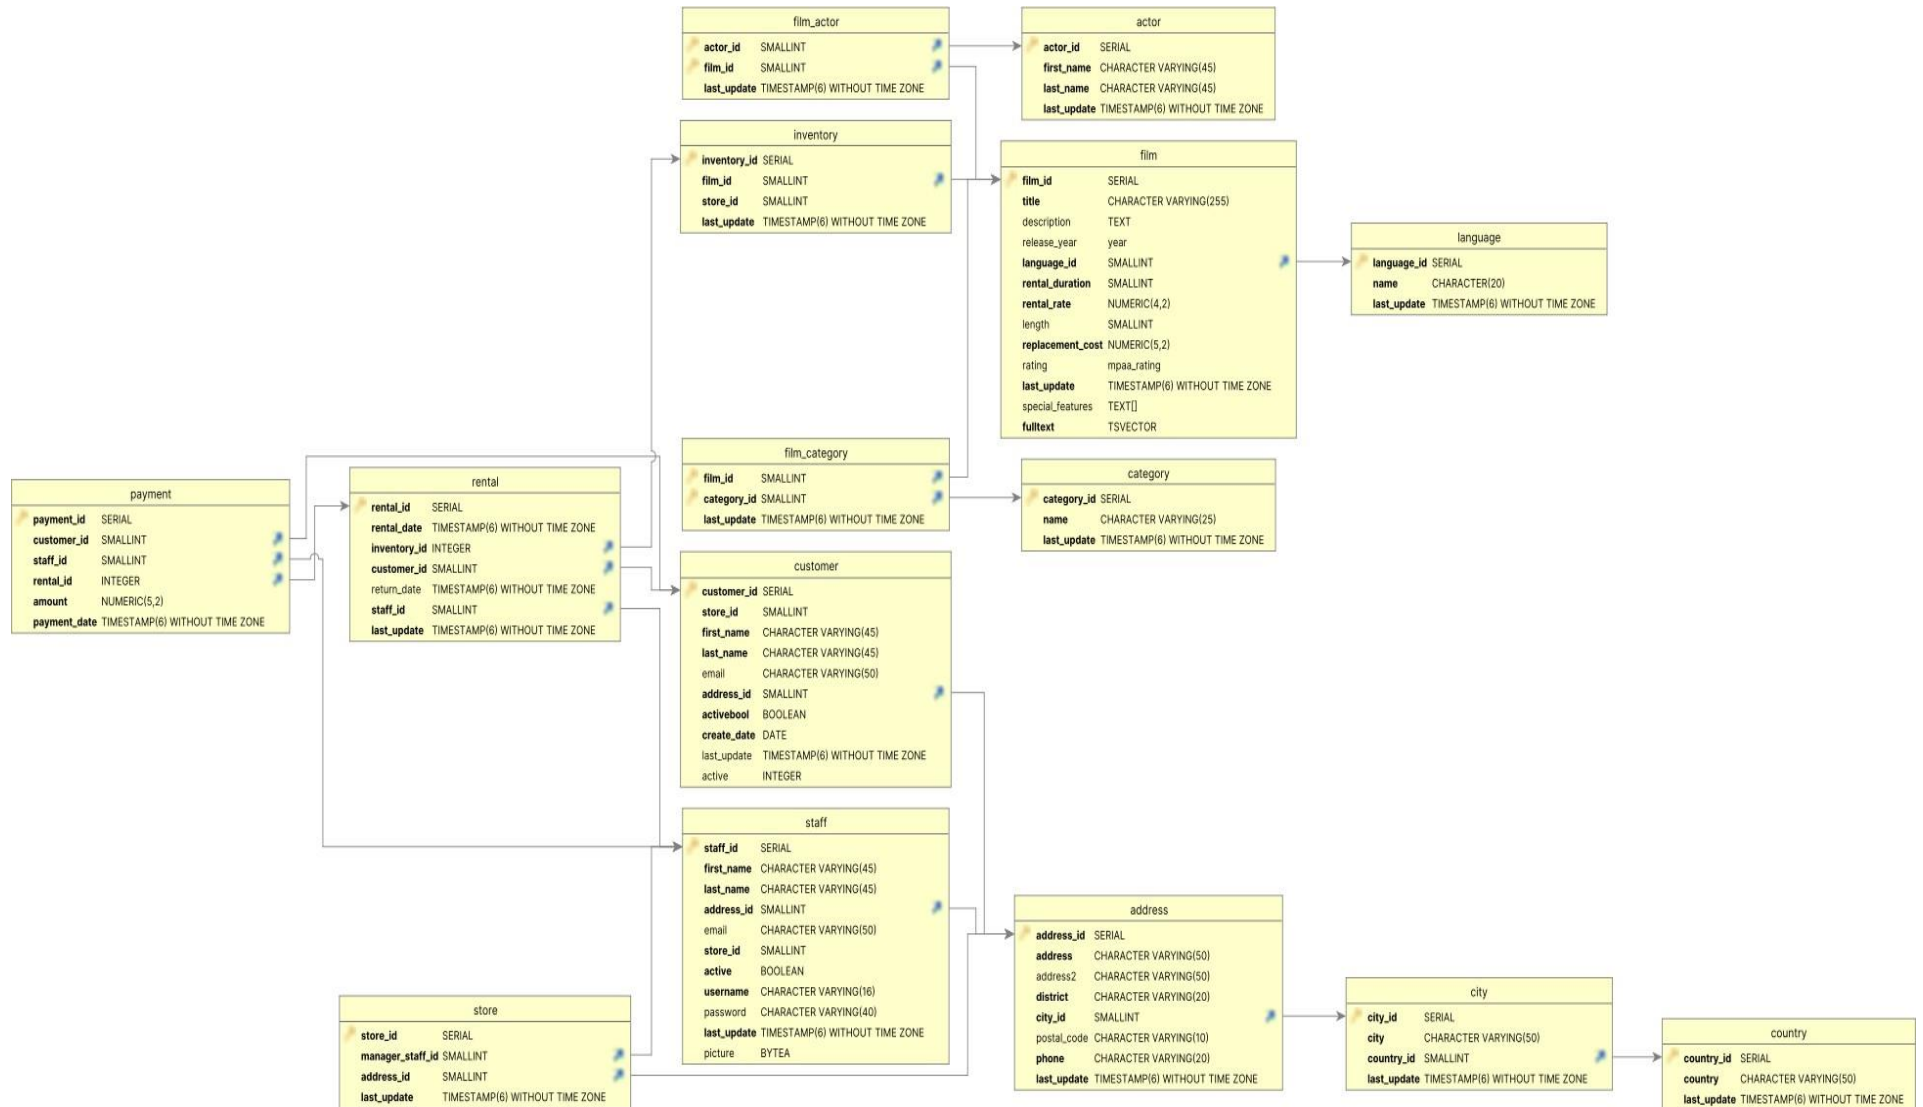 film_actor
actor_id SMALLINT
film_id SMALLINT
last_update TIMESTAMP(6) WITHOUT TIME ZONE
actor
actor_id SERIAL
first_name CHARACTER VARYING(45)
last_name CHARACTER VARYING(45)
last_update TIMESTAMP(6) WITHOUT TIME ZONE
inventory
inventory_id SERIAL
film_id SMALLINT
store_id SMALLINT
last_update TIMESTAMP(6) WITHOUT TIME ZONE
film
film_id SERIAL
title CHARACTER VARYING(255)
description TEXT
release_year year
language_id SMALLINT
rental_duration SMALLINT
rental_rate NUMERIC(4,2)
length SMALLINT
replacement_cost NUMERIC(5,2)
rating mpaa_rating
last_update TIMESTAMP(6) WITHOUT TIME ZONE
special_features TEXT[]
fulltext TSVECTOR
language
language_id SERIAL
name CHARACTER(20)
last_update TIMESTAMP(6) WITHOUT TIME ZONE
film_category
film_id SMALLINT
category_id SMALLINT
last_update TIMESTAMP(6) WITHOUT TIME ZONE
category
category_id SERIAL
name CHARACTER VARYING(25)
last_update TIMESTAMP(6) WITHOUT TIME ZONE
payment
payment_id SERIAL
customer_id SMALLINT
staff_id SMALLINT
rental_id INTEGER
amount NUMERIC(5,2)
payment_date TIMESTAMP(6) WITHOUT TIME ZONE
rental
rental_id SERIAL
rental_date TIMESTAMP(6) WITHOUT TIME ZONE
inventory_id INTEGER
customer_id SMALLINT
return_date TIMESTAMP(6) WITHOUT TIME ZONE
staff_id SMALLINT
last_update TIMESTAMP(6) WITHOUT TIME ZONE
customer
customer_id SERIAL
store_id SMALLINT
first_name CHARACTER VARYING(45)
last_name CHARACTER VARYING(45)
email CHARACTER VARYING(50)
address_id SMALLINT
activebool BOOLEAN
create_date DATE
last_update TIMESTAMP(6) WITHOUT TIME ZONE
active INTEGER
staff
staff_id SERIAL
first_name CHARACTER VARYING(45)
last_name CHARACTER VARYING(45)
address_id SMALLINT
email CHARACTER VARYING(50)
store_id SMALLINT
active BOOLEAN
username CHARACTER VARYING(16)
password CHARACTER VARYING(40)
last_update TIMESTAMP(6) WITHOUT TIME ZONE
picture BYTEA
store
store_id SERIAL
manager_staff_id SMALLINT
address_id SMALLINT
last_update TIMESTAMP(6) WITHOUT TIME ZONE
address
address_id SERIAL
address CHARACTER VARYING(50)
address2 CHARACTER VARYING(50)
district CHARACTER VARYING(20)
city_id SMALLINT
postal_code CHARACTER VARYING(10)
phone CHARACTER VARYING(20)
last_update TIMESTAMP(6) WITHOUT TIME ZONE
city
city_id SERIAL
city CHARACTER VARYING(50)
country_id SMALLINT
last_update TIMESTAMP(6) WITHOUT TIME ZONE
country
country_id SERIAL
country CHARACTER VARYING(50)
last_update TIMESTAMP(6) WITHOUT TIME ZONE